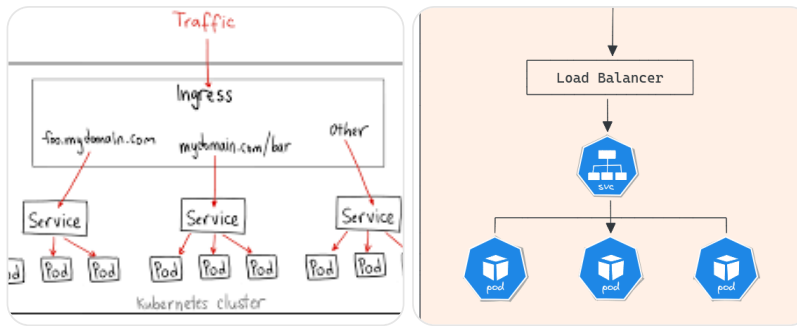 Traffic
Ingress
foo.mydomain.com
mydomain.com/bar
Other
Service
Service
Service
Pod
Pod
Pod
Pod
Pod
Pod
Pod
Kubernetes cluster
Load Balancer
svc
pod
pod
pod